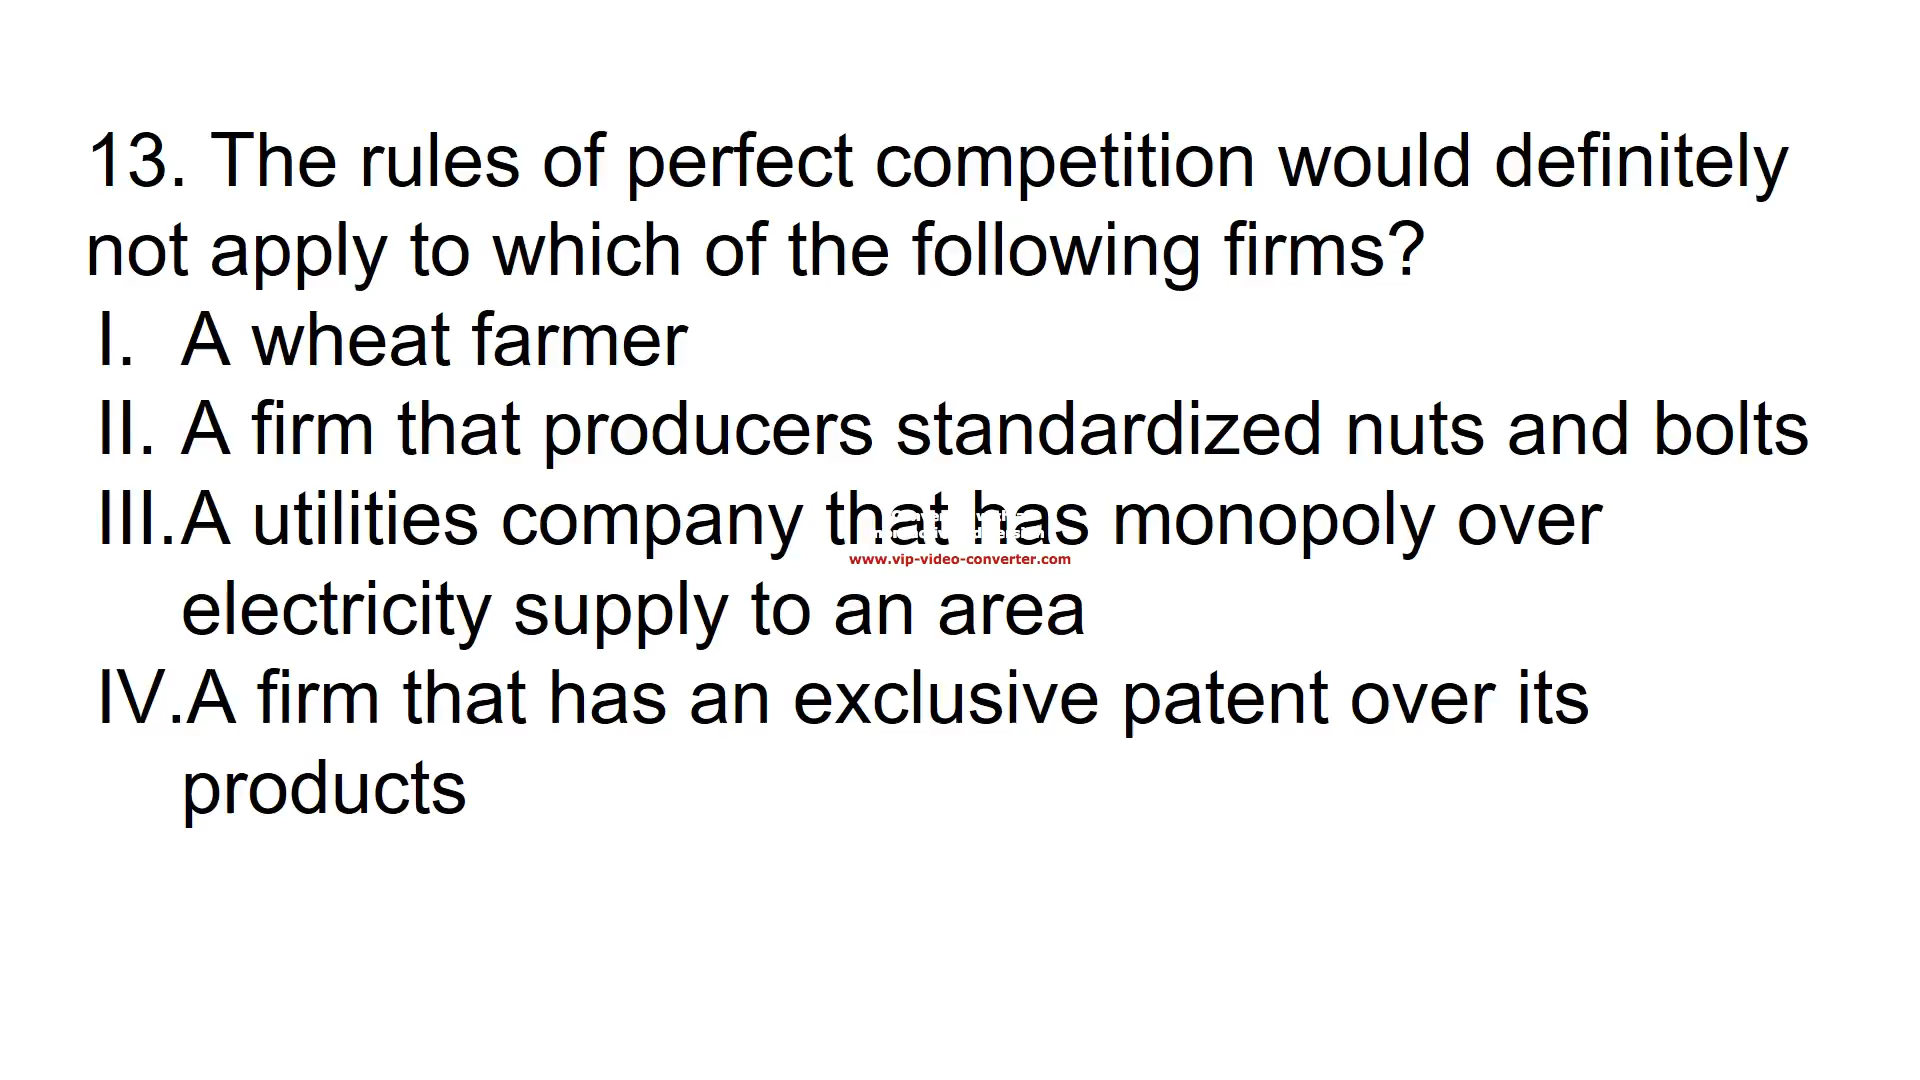 13. The rules of perfect competition would definitely
not apply to which of the following firms?
I. A wheat farmer
II. A firm that producers standardized nuts and bolts
III. A utilities company that has monopoly over
www.vip-video-converter.com
electricity supply to an area
IV. A firm that has an exclusive patent over its
products